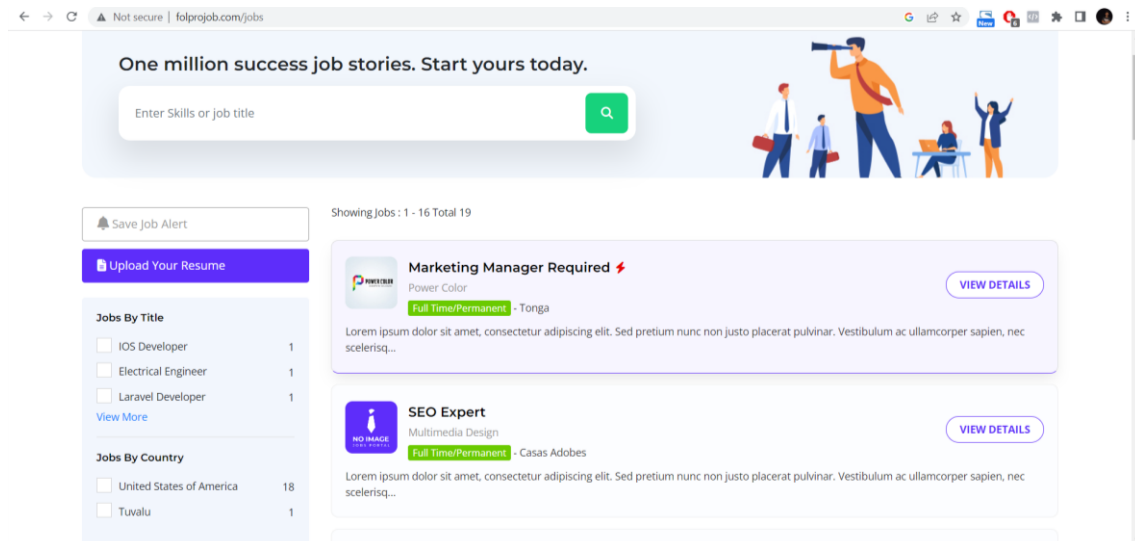 Not secure | folprojob.com/jobs
New
6
One million success job stories. Start yours today.
Enter Skills or job title
Save Job Alert
Upload Your Resume
Jobs By Title
IOS Developer 1
Electrical Engineer 1
Laravel Developer 1
View More
Jobs By Country
United States of America 18
Tuvalu 1
Showing Jobs : 1 - 16 Total 19
POWER COLOR
Marketing Manager Required
Power Color
Full Time/Permanent - Tonga
VIEW DETAILS
Lorem ipsum dolor sit amet, consectetur adipiscing elit. Sed pretium nunc non justo placerat pulvinar. Vestibulum ac ullamcorper sapien, nec
scelerisq...
NO IMAGE
JOBS PORTAL
SEO Expert
Multimedia Design
Full Time/Permanent - Casas Adobes
VIEW DETAILS
Lorem ipsum dolor sit amet, consectetur adipiscing elit. Sed pretium nunc non justo placerat pulvinar. Vestibulum ac ullamcorper sapien, nec
scelerisq...